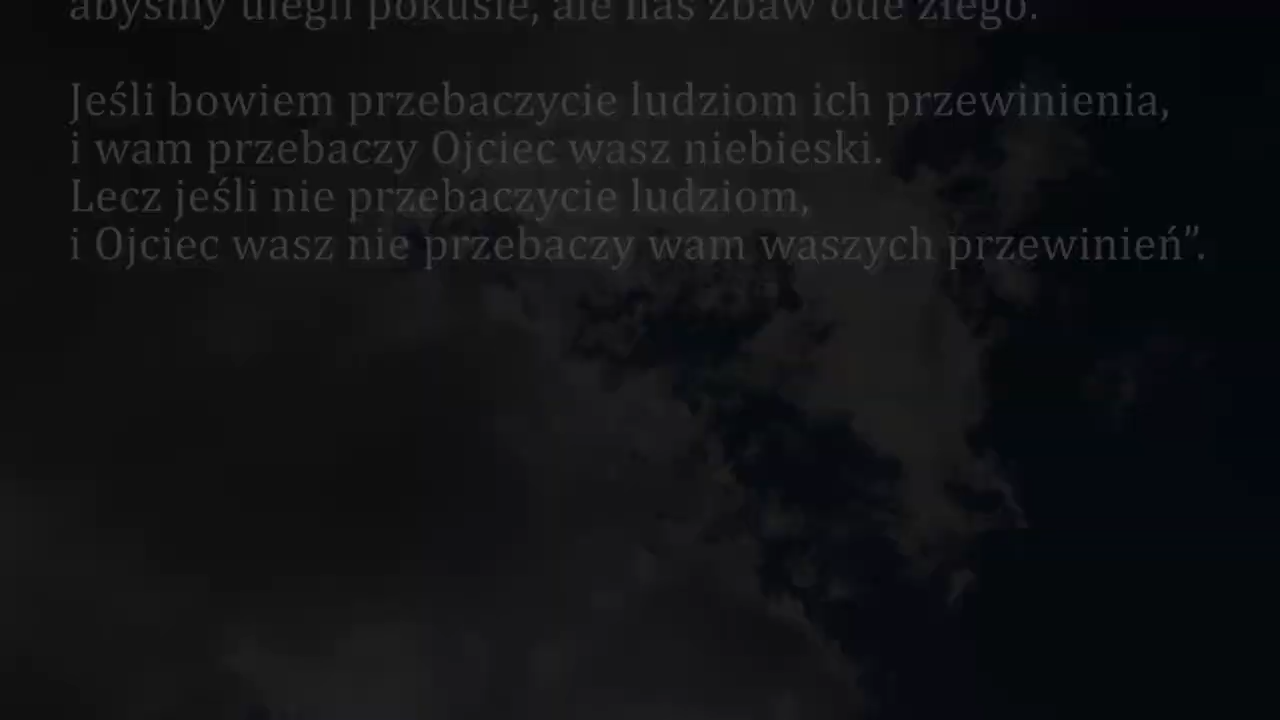 abyśmy ulegli pokusie, ale nas zbaw ode złego.
Jeśli bowiem przebaczycie ludziom ich przewinienia,
i wam przebaczy Ojciec wasz niebieski.
Lecz jeśli nie przebaczycie ludziom,
i Ojciec wasz nie przebaczy wam waszych przewinień”.